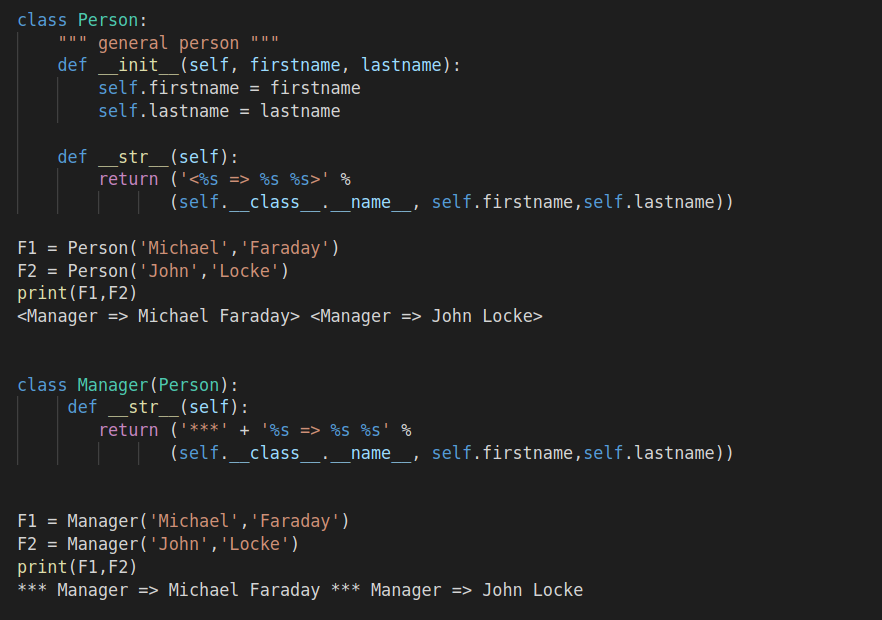 class Person:
    """ general person """
    def __init__(self, firstname, lastname):
        self.firstname = firstname
        self.lastname = lastname

    def __str__(self):
        return ('<%s => %s %s>' %
               (self.__class__.__name__, self.firstname,self.lastname))

F1 = Person('Michael','Faraday')
F2 = Person('John','Locke')
print(F1,F2)
<Manager => Michael Faraday> <Manager => John Locke>

class Manager(Person):
     def __str__(self):
        return ('***' + '%s => %s %s' %
               (self.__class__.__name__, self.firstname,self.lastname))

F1 = Manager('Michael','Faraday')
F2 = Manager('John','Locke')
print(F1,F2)
*** Manager => Michael Faraday *** Manager => John Locke